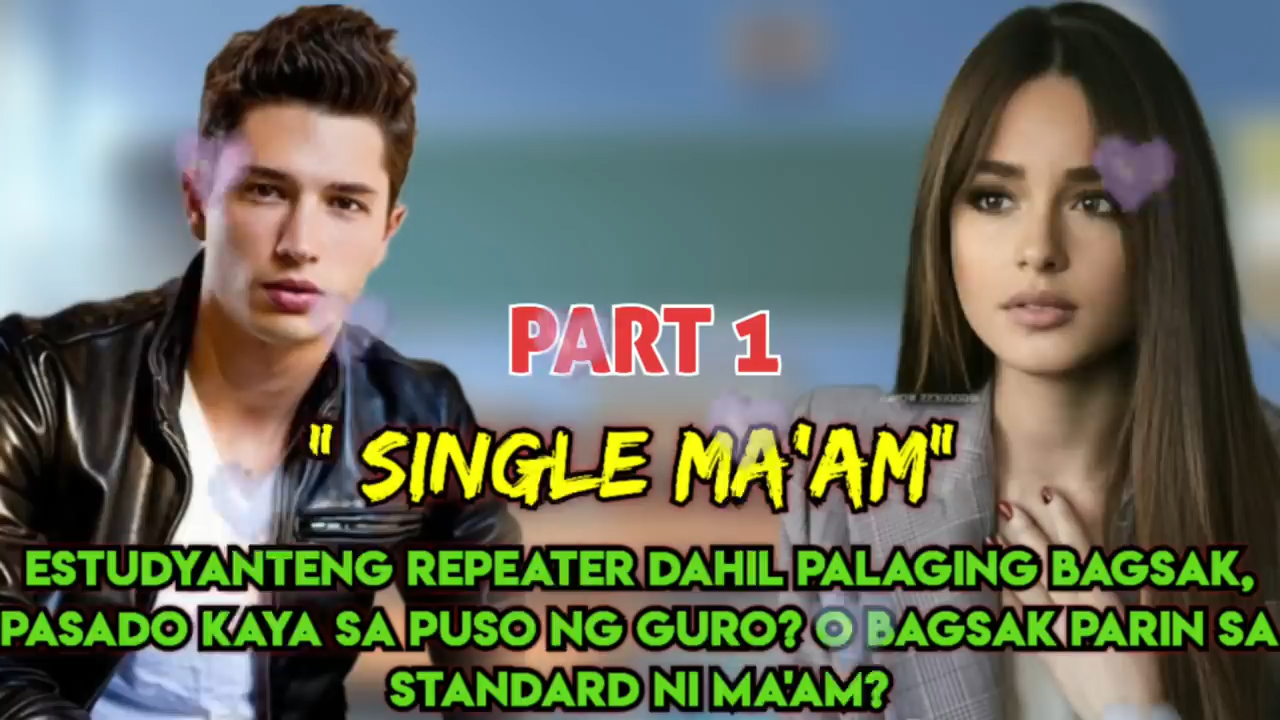 PART 1
" SINGLE MA'AM"
ESTUDYANTENG REPEATER DAHIL PALAGING BAGSAK,
PASADO KAYA SA PUSO NG GURO? O BAGSAK PARIN SA
STANDARD NI MA'AM?